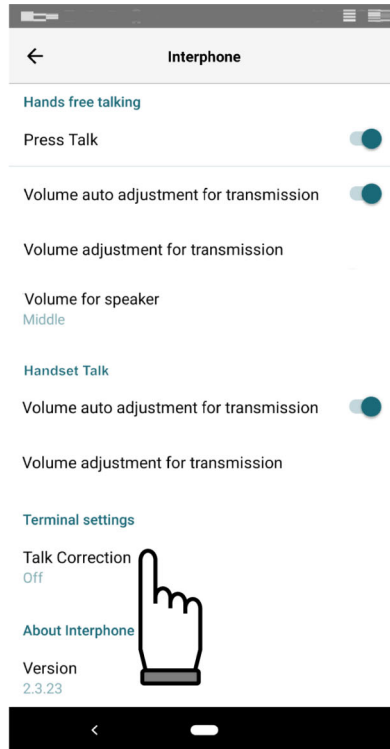 Interphone
Hands free talking
Press Talk
Volume auto adjustment for transmission
Volume adjustment for transmission
Volume for speaker
Middle
Handset Talk
Volume auto adjustment for transmission
Volume adjustment for transmission
Terminal settings
Talk Correction
Off
About Interphone
Version
2.3.23